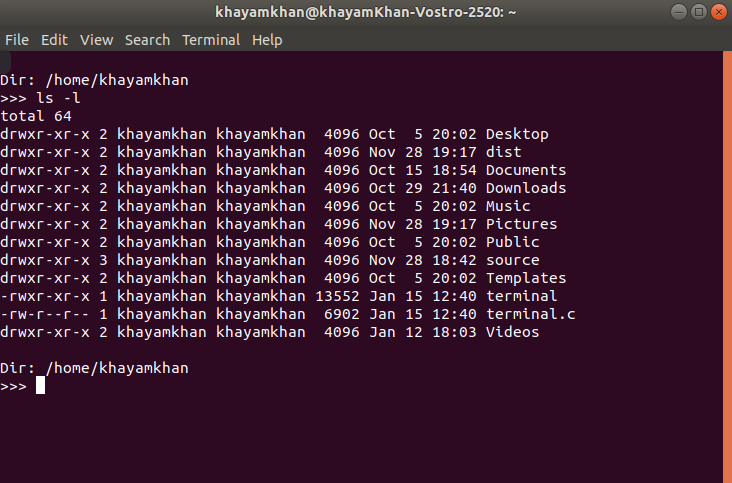 khayamkhan@khayamKhan-Vostro-2520: ~
File Edit View Search Terminal Help
Dir: /home/khayamkhan
>>> ls -l
total 64
drwxr-xr-x 2 khayamkhan khayamkhan  4096 Oct  5 20:02 Desktop
drwxr-xr-x 2 khayamkhan khayamkhan  4096 Nov 28 19:17 dist
drwxr-xr-x 2 khayamkhan khayamkhan  4096 Oct 15 18:54 Documents
drwxr-xr-x 2 khayamkhan khayamkhan  4096 Oct 29 21:40 Downloads
drwxr-xr-x 2 khayamkhan khayamkhan  4096 Oct  5 20:02 Music
drwxr-xr-x 2 khayamkhan khayamkhan  4096 Nov 28 19:17 Pictures
drwxr-xr-x 2 khayamkhan khayamkhan  4096 Oct  5 20:02 Public
drwxr-xr-x 3 khayamkhan khayamkhan  4096 Nov 28 18:42 source
drwxr-xr-x 2 khayamkhan khayamkhan  4096 Oct  5 20:02 Templates
-rwxr-xr-x 1 khayamkhan khayamkhan 13552 Jan 15 12:40 terminal
-rw-r--r-- 1 khayamkhan khayamkhan  6902 Jan 15 12:40 terminal.c
drwxr-xr-x 2 khayamkhan khayamkhan  4096 Jan 12 18:03 Videos
Dir: /home/khayamkhan
>>>